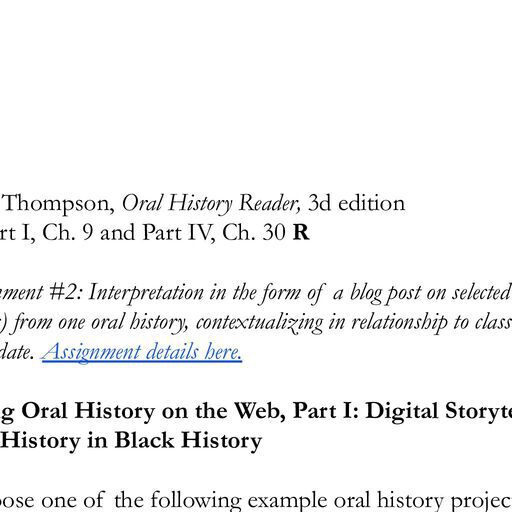 Thompson, Oral History Reader, 3d edition
rt I, Ch. 9 and Part IV, Ch. 30 R
nment #2: Interpretation in the form of a blog post on selected
) from one oral history, contextualizing in relationship to class
date. Assignment details here.
g Oral History on the Web, Part I: Digital Storyte
History in Black History
oose one of the following example oral history projec